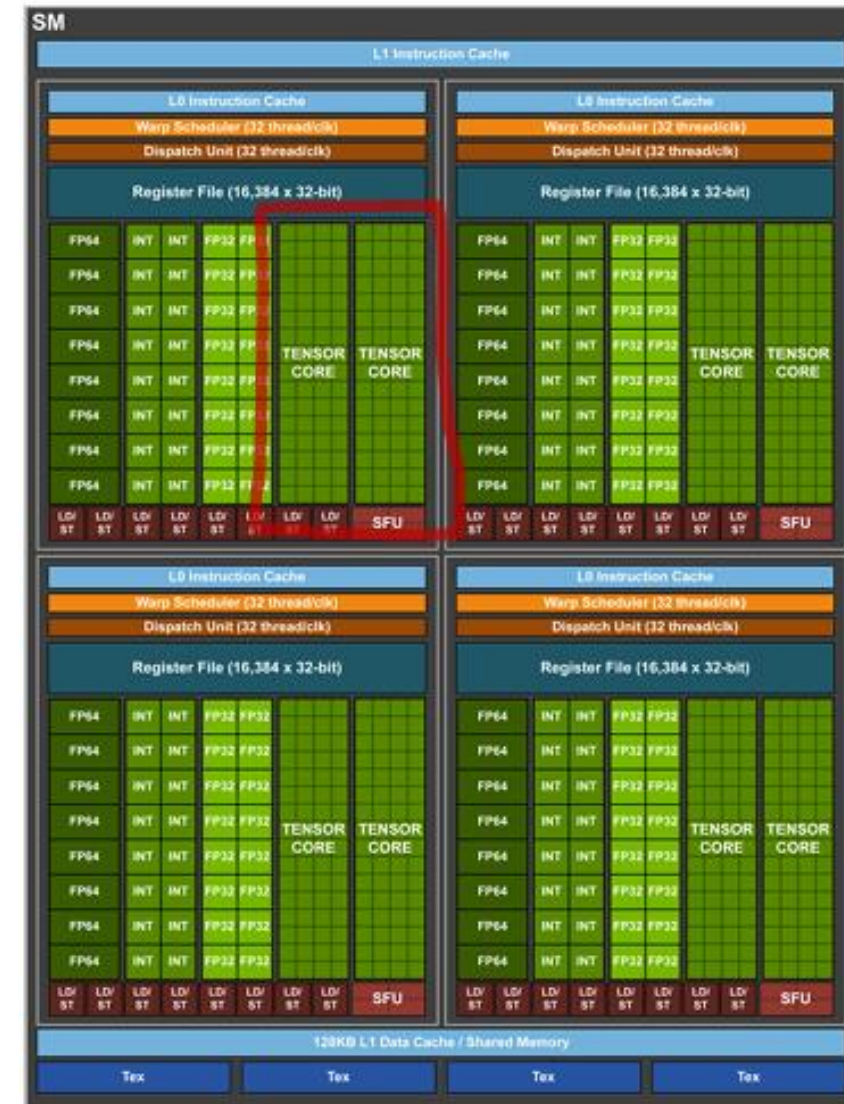 SM
L1 Instruction Cache
L0 Instruction Cache
Warp Scheduler (32 thread/clk)
Dispatch Unit (32 thread/clk)
Register File (16,384 x 32-bit)
FP64 INT INT FP32 FP32
FP64 INT INT FP32 FP32
FP64 INT INT FP32 FP32
FP64 INT INT FP32 FP32
TENSOR CORE TENSOR CORE
FP64 INT INT FP32 FP32
FP64 INT INT FP32 FP32
FP64 INT INT FP32 FP32
FP64 INT INT FP32 FP32
LD/ LD/ LD/ LD/ LD/ LD/ LD/ LD/
ST ST ST ST ST ST ST ST
SFU
L0 Instruction Cache
Warp Scheduler (32 thread/clk)
Dispatch Unit (32 thread/clk)
Register File (16,384 x 32-bit)
FP64 INT INT FP32 FP32
FP64 INT INT FP32 FP32
FP64 INT INT FP32 FP32
FP64 INT INT FP32 FP32
TENSOR CORE TENSOR CORE
FP64 INT INT FP32 FP32
FP64 INT INT FP32 FP32
FP64 INT INT FP32 FP32
FP64 INT INT FP32 FP32
LD/ LD/ LD/ LD/ LD/ LD/ LD/ LD/
ST ST ST ST ST ST ST ST
SFU
L0 Instruction Cache
Warp Scheduler (32 thread/clk)
Dispatch Unit (32 thread/clk)
Register File (16,384 x 32-bit)
FP64 INT INT FP32 FP32
FP64 INT INT FP32 FP32
FP64 INT INT FP32 FP32
FP64 INT INT FP32 FP32
TENSOR CORE TENSOR CORE
FP64 INT INT FP32 FP32
FP64 INT INT FP32 FP32
FP64 INT INT FP32 FP32
FP64 INT INT FP32 FP32
LD/ LD/ LD/ LD/ LD/ LD/ LD/ LD/
ST ST ST ST ST ST ST ST
SFU
L0 Instruction Cache
Warp Scheduler (32 thread/clk)
Dispatch Unit (32 thread/clk)
Register File (16,384 x 32-bit)
FP64 INT INT FP32 FP32
FP64 INT INT FP32 FP32
FP64 INT INT FP32 FP32
FP64 INT INT FP32 FP32
TENSOR CORE TENSOR CORE
FP64 INT INT FP32 FP32
FP64 INT INT FP32 FP32
FP64 INT INT FP32 FP32
FP64 INT INT FP32 FP32
LD/ LD/ LD/ LD/ LD/ LD/ LD/ LD/
ST ST ST ST ST ST ST ST
SFU
128KB L1 Data Cache / Shared Memory
Tex Tex Tex Tex